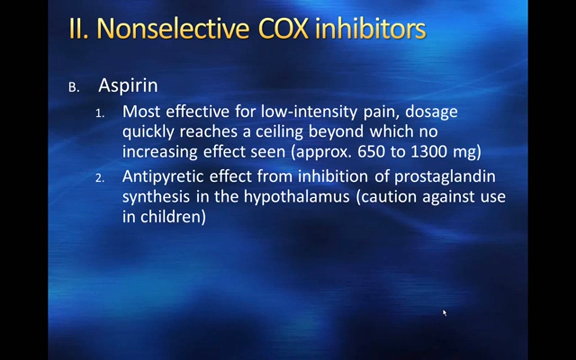 II. Nonselective COX inhibitors
B. Aspirin
1. Most effective for low-intensity pain, dosage
quickly reaches a ceiling beyond which no
increasing effect seen (approx. 650 to 1300 mg)
2. Antipyretic effect from inhibition of prostaglandin
synthesis in the hypothalamus (caution against use
in children)